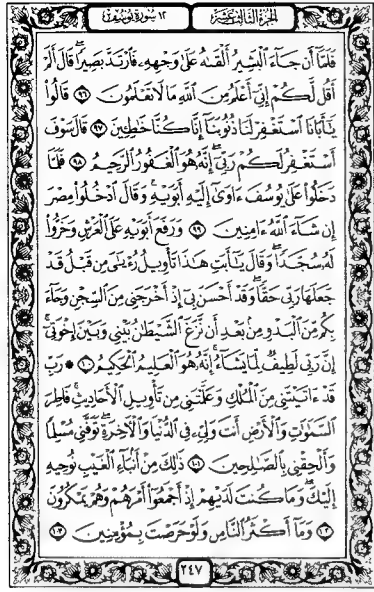 الجزء الثالث عشر
١٢ سورة يوسف
فَلَمَّآ أَن جَآءَ ٱلْبَشِيرُ أَلْقَىٰهُ عَلَىٰ وَجْهِهِۦ فَٱرْتَدَّ بَصِيرًا ۖ قَالَ أَلَمْ
أَقُل لَّكُمْ إِنِّىٓ أَعْلَمُ مِنَ ٱللَّهِ مَا لَا تَعْلَمُونَ ٩٦ قَالُوا۟
يَـٰٓأَبَانَا ٱسْتَغْفِرْ لَنَا ذُنُوبَنَآ إِنَّا كُنَّا خَـٰطِـِٔينَ ٩٧ قَالَ سَوْفَ
أَسْتَغْفِرُ لَكُمْ رَبِّىٓ ۖ إِنَّهُۥ هُوَ ٱلْغَفُورُ ٱلرَّحِيمُ ٩٨ فَلَمَّا
دَخَلُوا۟ عَلَىٰ يُوسُفَ ءَاوَىٰٓ إِلَيْهِ أَبَوَيْهِ وَقَالَ ٱدْخُلُوا۟ مِصْرَ
إِن شَآءَ ٱللَّهُ ءَامِنِينَ ٩٩ وَرَفَعَ أَبَوَيْهِ عَلَى ٱلْعَرْشِ وَخَرُّوا۟
لَهُۥ سُجَّدًا ۖ وَقَالَ يَـٰٓأَبَتِ هَـٰذَا تَأْوِيلُ رُءْيَـٰىَ مِن قَبْلُ قَدْ
جَعَلَهَا رَبِّى حَقًّا ۖ وَقَدْ أَحْسَنَ بِىٓ إِذْ أَخْرَجَنِى مِنَ ٱلسِّجْنِ وَجَآءَ
بِكُم مِّنَ ٱلْبَدْوِ مِنۢ بَعْدِ أَن نَّزَغَ ٱلشَّيْطَـٰنُ بَيْنِى وَبَيْنَ إِخْوَتِىٓ ۚ
إِنَّ رَبِّى لَطِيفٌ لِّمَا يَشَآءُ ۚ إِنَّهُۥ هُوَ ٱلْعَلِيمُ ٱلْحَكِيمُ ١٠٠ ۞ رَبِّ
قَدْ ءَاتَيْتَنِى مِنَ ٱلْمُلْكِ وَعَلَّمْتَنِى مِن تَأْوِيلِ ٱلْأَحَادِيثِ ۚ فَاطِرَ
ٱلسَّمَـٰوَٰتِ وَٱلْأَرْضِ أَنتَ وَلِىِّۦ فِى ٱلدُّنْيَا وَٱلْـَٔاخِرَةِ ۖ تَوَفَّنِى مُسْلِمًا
وَأَلْحِقْنِى بِٱلصَّـٰلِحِينَ ١٠١ ذَٰلِكَ مِنْ أَنۢبَآءِ ٱلْغَيْبِ نُوحِيهِ
إِلَيْكَ ۖ وَمَا كُنتَ لَدَيْهِمْ إِذْ أَجْمَعُوٓا۟ أَمْرَهُمْ وَهُمْ يَمْكُرُونَ
١٠٢ وَمَآ أَكْثَرُ ٱلنَّاسِ وَلَوْ حَرَصْتَ بِمُؤْمِنِينَ ١٠٣
٢٤٧